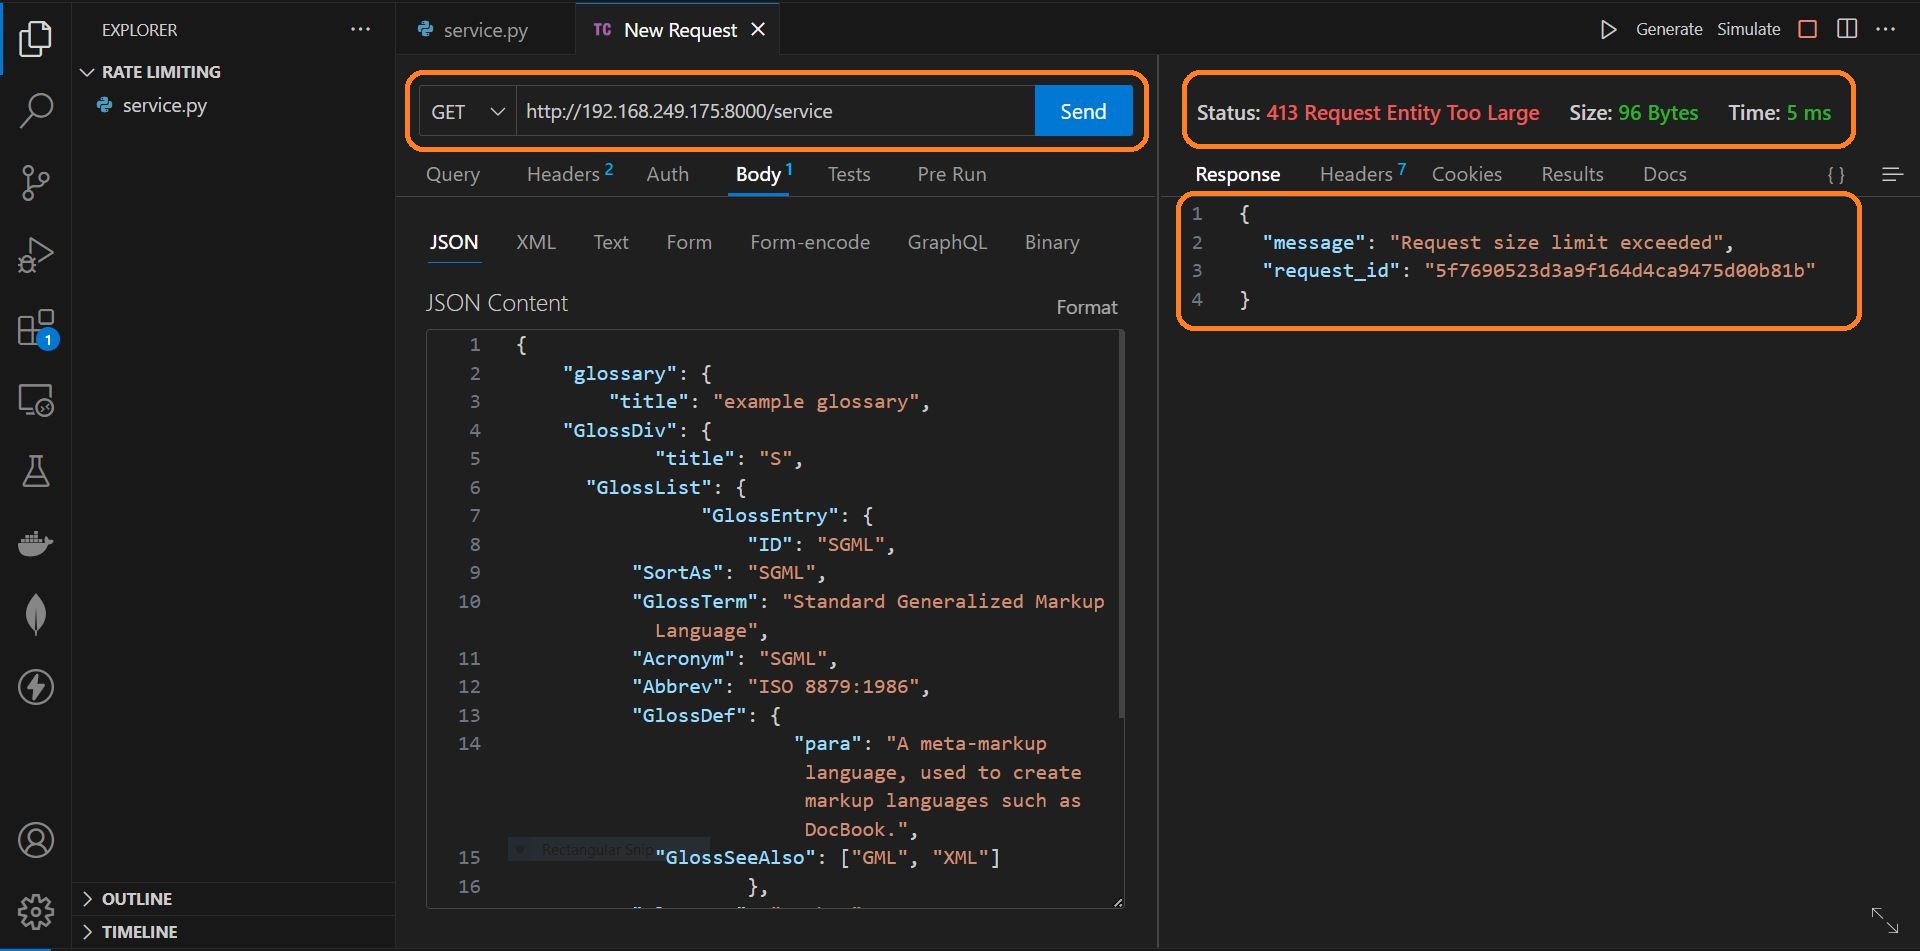 EXPLORER ···
RATE LIMITING
service.py
OUTLINE
TIMELINE
1
service.py
TC New Request
Generate Simulate ···
GET http://192.168.249.175:8000/service Send
Query Headers 2 Auth Body 1 Tests Pre Run
JSON XML Text Form Form-encode GraphQL Binary
JSON Content Format
1 {
2 "glossary": {
3 "title": "example glossary",
4 "GlossDiv": {
5 "title": "S",
6 "GlossList": {
7 "GlossEntry": {
8 "ID": "SGML",
9 "SortAs": "SGML",
10 "GlossTerm": "Standard Generalized Markup
Language",
11 "Acronym": "SGML",
12 "Abbrev": "ISO 8879:1986",
13 "GlossDef": {
14 "para": "A meta-markup
language, used to create
markup languages such as
DocBook.",
Rectangular Snip
15 "GlossSeeAlso": ["GML", "XML"]
16 },
Status: 413 Request Entity Too Large Size: 96 Bytes Time: 5 ms
Response Headers 7 Cookies Results Docs { }
1 {
2 "message": "Request size limit exceeded",
3 "request_id": "5f7690523d3a9f164d4ca9475d00b81b"
4 }